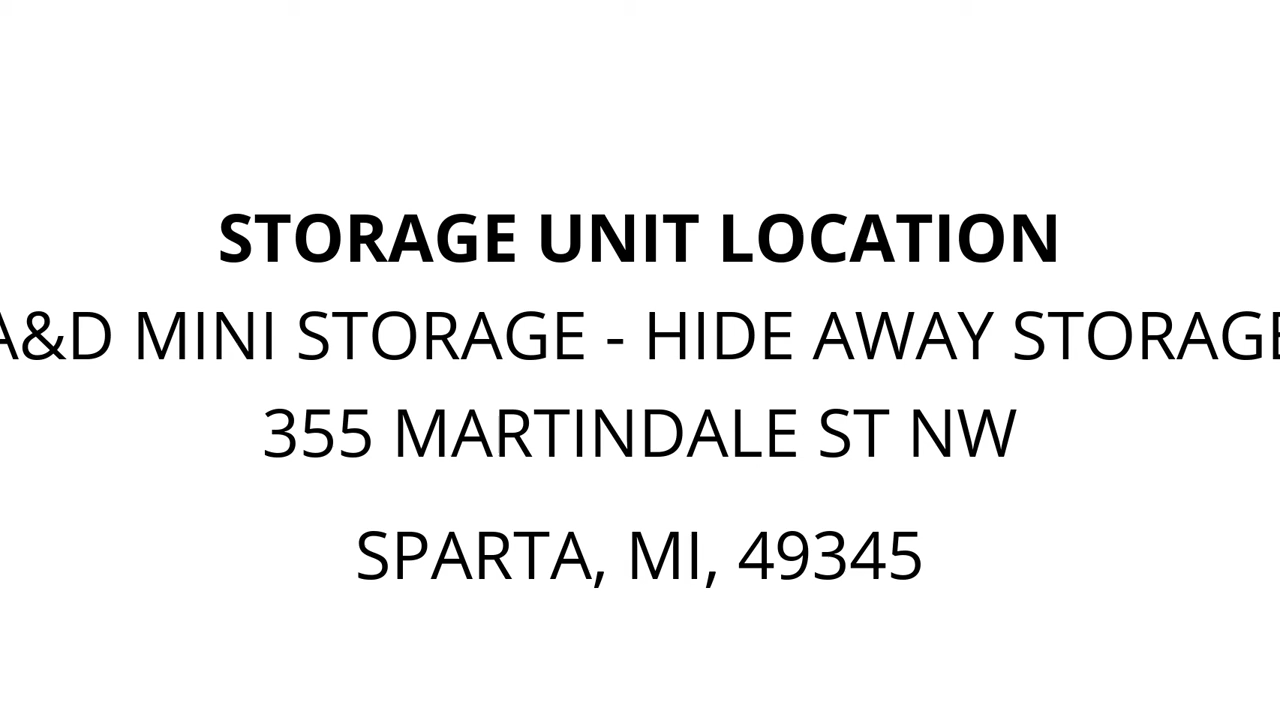 STORAGE UNIT LOCATION
A&D MINI STORAGE - HIDE AWAY STORAGE
355 MARTINDALE ST NW
SPARTA, MI, 49345